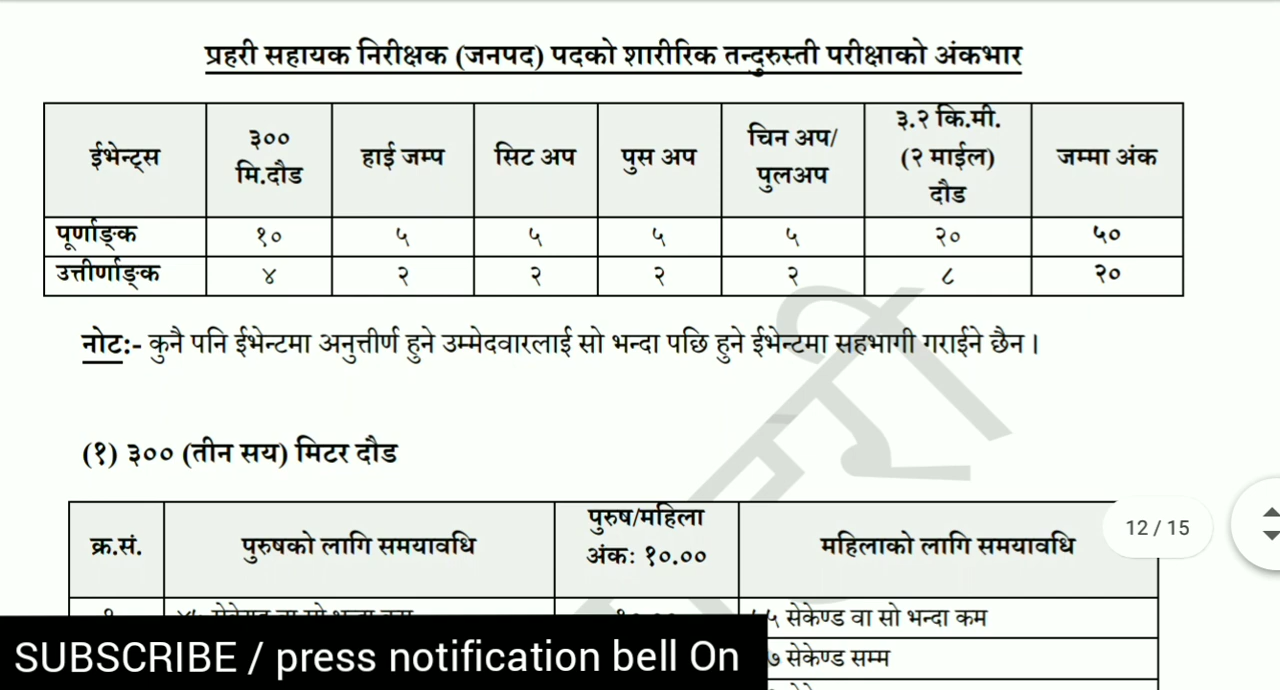 प्रहरी सहायक निरीक्षक (जनपद) पदको शारीरिक तन्दुरुस्ती परीक्षाको अंकभार
ईभेन्ट्स ३०० मि.दौड हाई जम्प सिट अप पुस अप चिन अप/ पुलअप ३.२ कि.मी. (२ माईल) दौड जम्मा अंक
पूर्णाङ्क १० ५ ५ ५ ५ २० ५०
उत्तीर्णाङ्क ४ २ २ २ २ ८ २०
नोट:- कुनै पनि ईभेन्टमा अनुत्तीर्ण हुने उम्मेदवारलाई सो भन्दा पछि हुने ईभेन्टमा सहभागी गराईने छैन।
(१) ३०० (तीन सय) मिटर दौड
क्र.सं. पुरुषको लागि समयावधि पुरुष/महिला अंकः १०.०० महिलाको लागि समयावधि
12 / 15
सेकेण्ड वा सो भन्दा कम
सेकेण्ड सम्म
SUBSCRIBE / press notification bell On